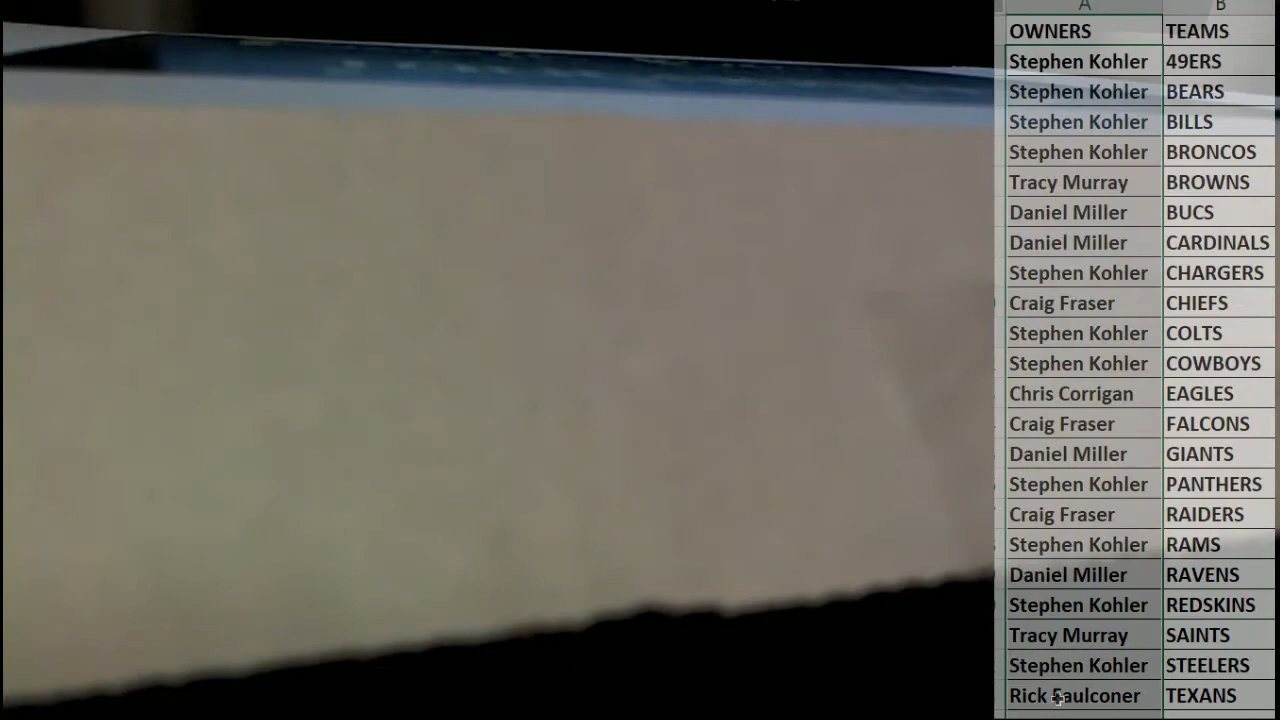 A B
OWNERS TEAMS
Stephen Kohler 49ERS
Stephen Kohler BEARS
Stephen Kohler BILLS
Stephen Kohler BRONCOS
Tracy Murray BROWNS
Daniel Miller BUCS
Daniel Miller CARDINALS
Stephen Kohler CHARGERS
Craig Fraser CHIEFS
Stephen Kohler COLTS
Stephen Kohler COWBOYS
Chris Corrigan EAGLES
Craig Fraser FALCONS
Daniel Miller GIANTS
Stephen Kohler PANTHERS
Craig Fraser RAIDERS
Stephen Kohler RAMS
Daniel Miller RAVENS
Stephen Kohler REDSKINS
Tracy Murray SAINTS
Stephen Kohler STEELERS
Rick Faulconer TEXANS